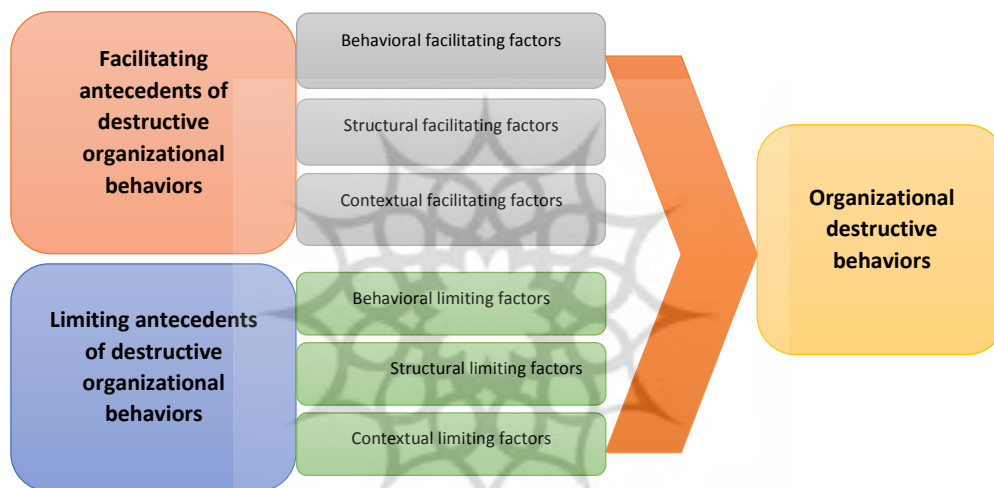 Facilitating
antecedents of
destructive
organizational
behaviors
Behavioral facilitating factors
Structural facilitating factors
Contextual facilitating factors
Limiting antecedents
of destructive
organizational
behaviors
Behavioral limiting factors
Structural limiting factors
Contextual limiting factors
Organizational
destructive
behaviors